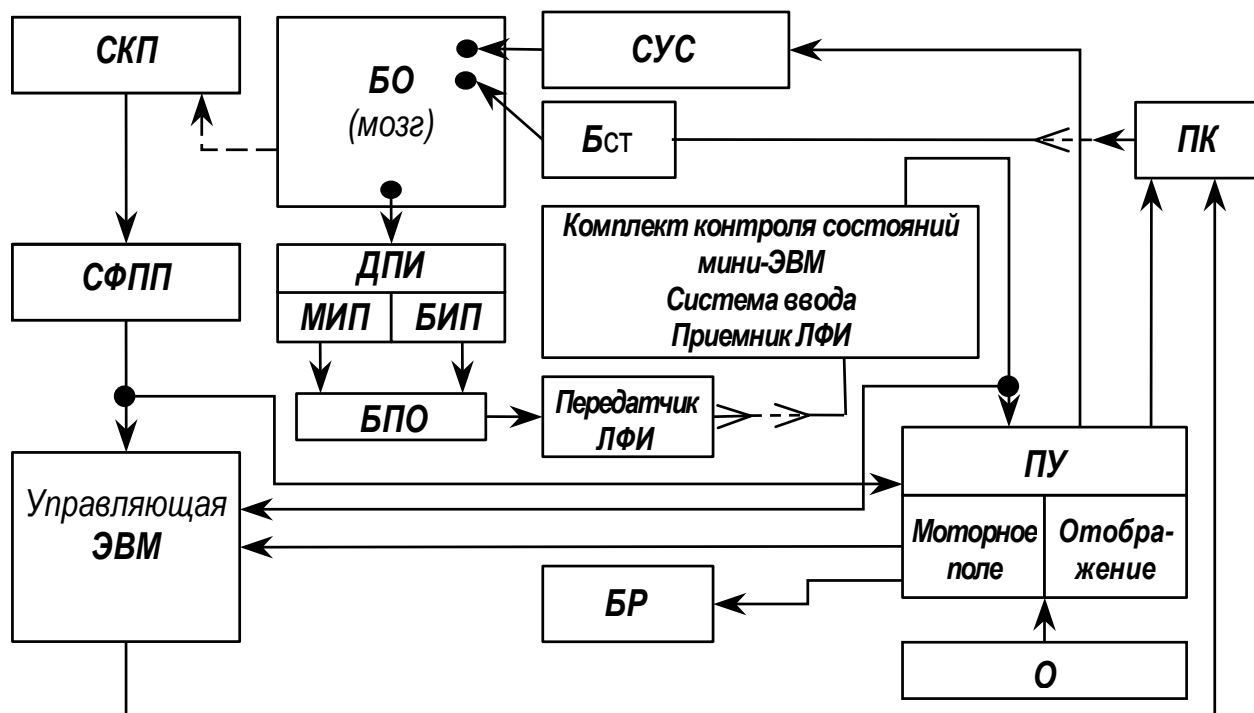 СКП
БО
(мозг)
СУС
Бст
ПК
СФПП
ДПИ
МИП
БИП
Комплект контроля состояний
мини-ЭВМ
Система ввода
Приемник ЛФИ
БПО
Передатчик
ЛФИ
ПУ
Управляющая
ЭВМ
Моторное
поле
Отобра-
жение
БР
О